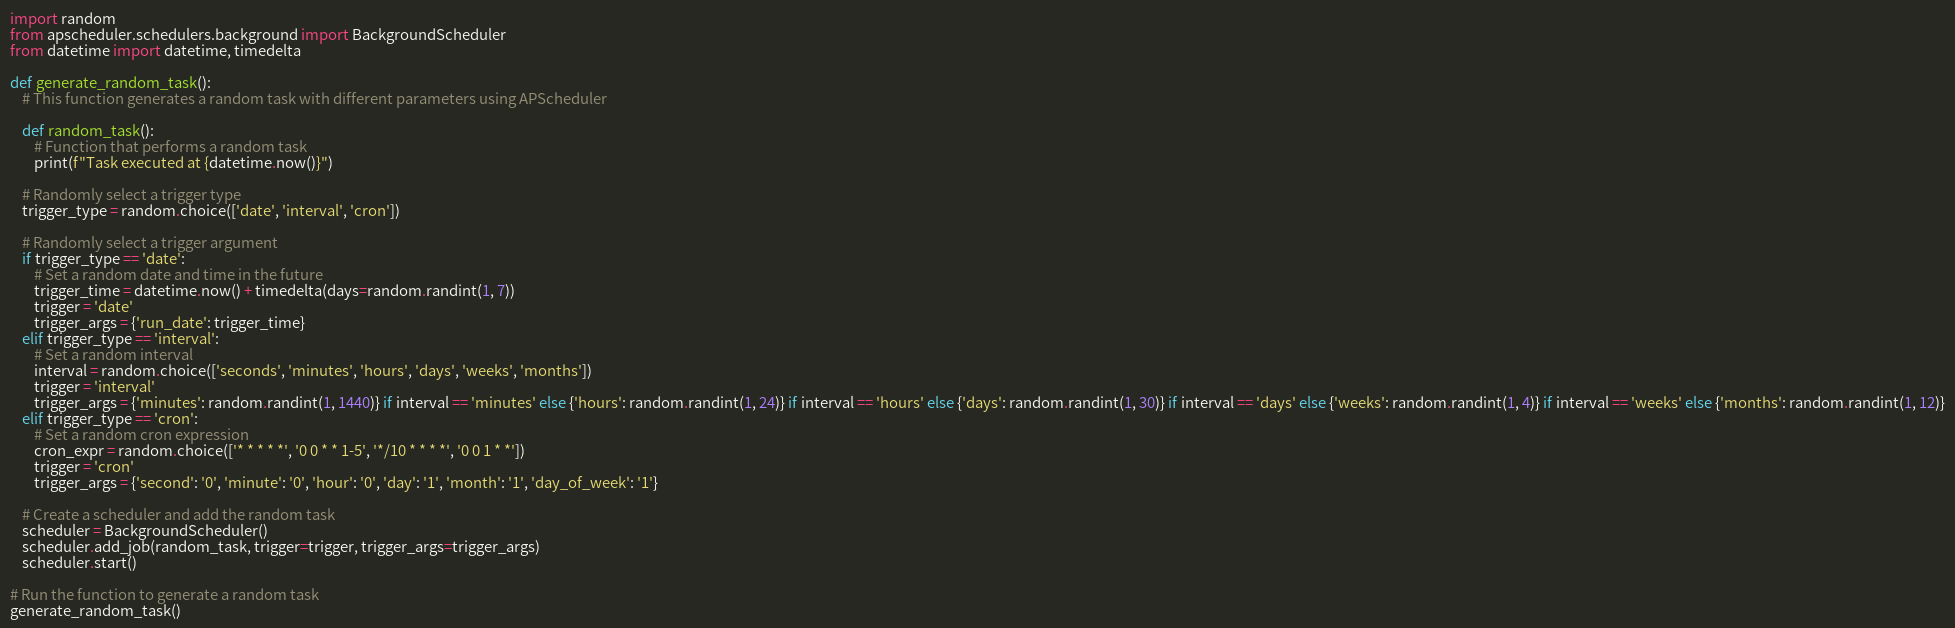 import random
from apscheduler.schedulers.background import BackgroundScheduler
from datetime import datetime, timedelta

def generate_random_task():
    # This function generates a random task with different parameters using APScheduler

    def random_task():
        # Function that performs a random task
        print(f"Task executed at {datetime.now()}")

    # Randomly select a trigger type
    trigger_type = random.choice(['date', 'interval', 'cron'])

    # Randomly select a trigger argument
    if trigger_type == 'date':
        # Set a random date and time in the future
        trigger_time = datetime.now() + timedelta(days=random.randint(1, 7))
        trigger = 'date'
        trigger_args = {'run_date': trigger_time}
    elif trigger_type == 'interval':
        # Set a random interval
        interval = random.choice(['seconds', 'minutes', 'hours', 'days', 'weeks', 'months'])
        trigger = 'interval'
        trigger_args = {'minutes': random.randint(1, 1440)} if interval == 'minutes' else {'hours': random.randint(1, 24)} if interval == 'hours' else {'days': random.randint(1, 30)} if interval == 'days' else {'weeks': random.randint(1, 4)} if interval == 'weeks' else {'months': random.randint(1, 12)}
    elif trigger_type == 'cron':
        # Set a random cron expression
        cron_expr = random.choice(['* * * * *', '0 0 * * 1-5', '*/10 * * * *', '0 0 1 * *'])
        trigger = 'cron'
        trigger_args = {'second': '0', 'minute': '0', 'hour': '0', 'day': '1', 'month': '1', 'day_of_week': '1'}

    # Create a scheduler and add the random task
    scheduler = BackgroundScheduler()
    scheduler.add_job(random_task, trigger=trigger, trigger_args=trigger_args)
    scheduler.start()

# Run the function to generate a random task
generate_random_task()